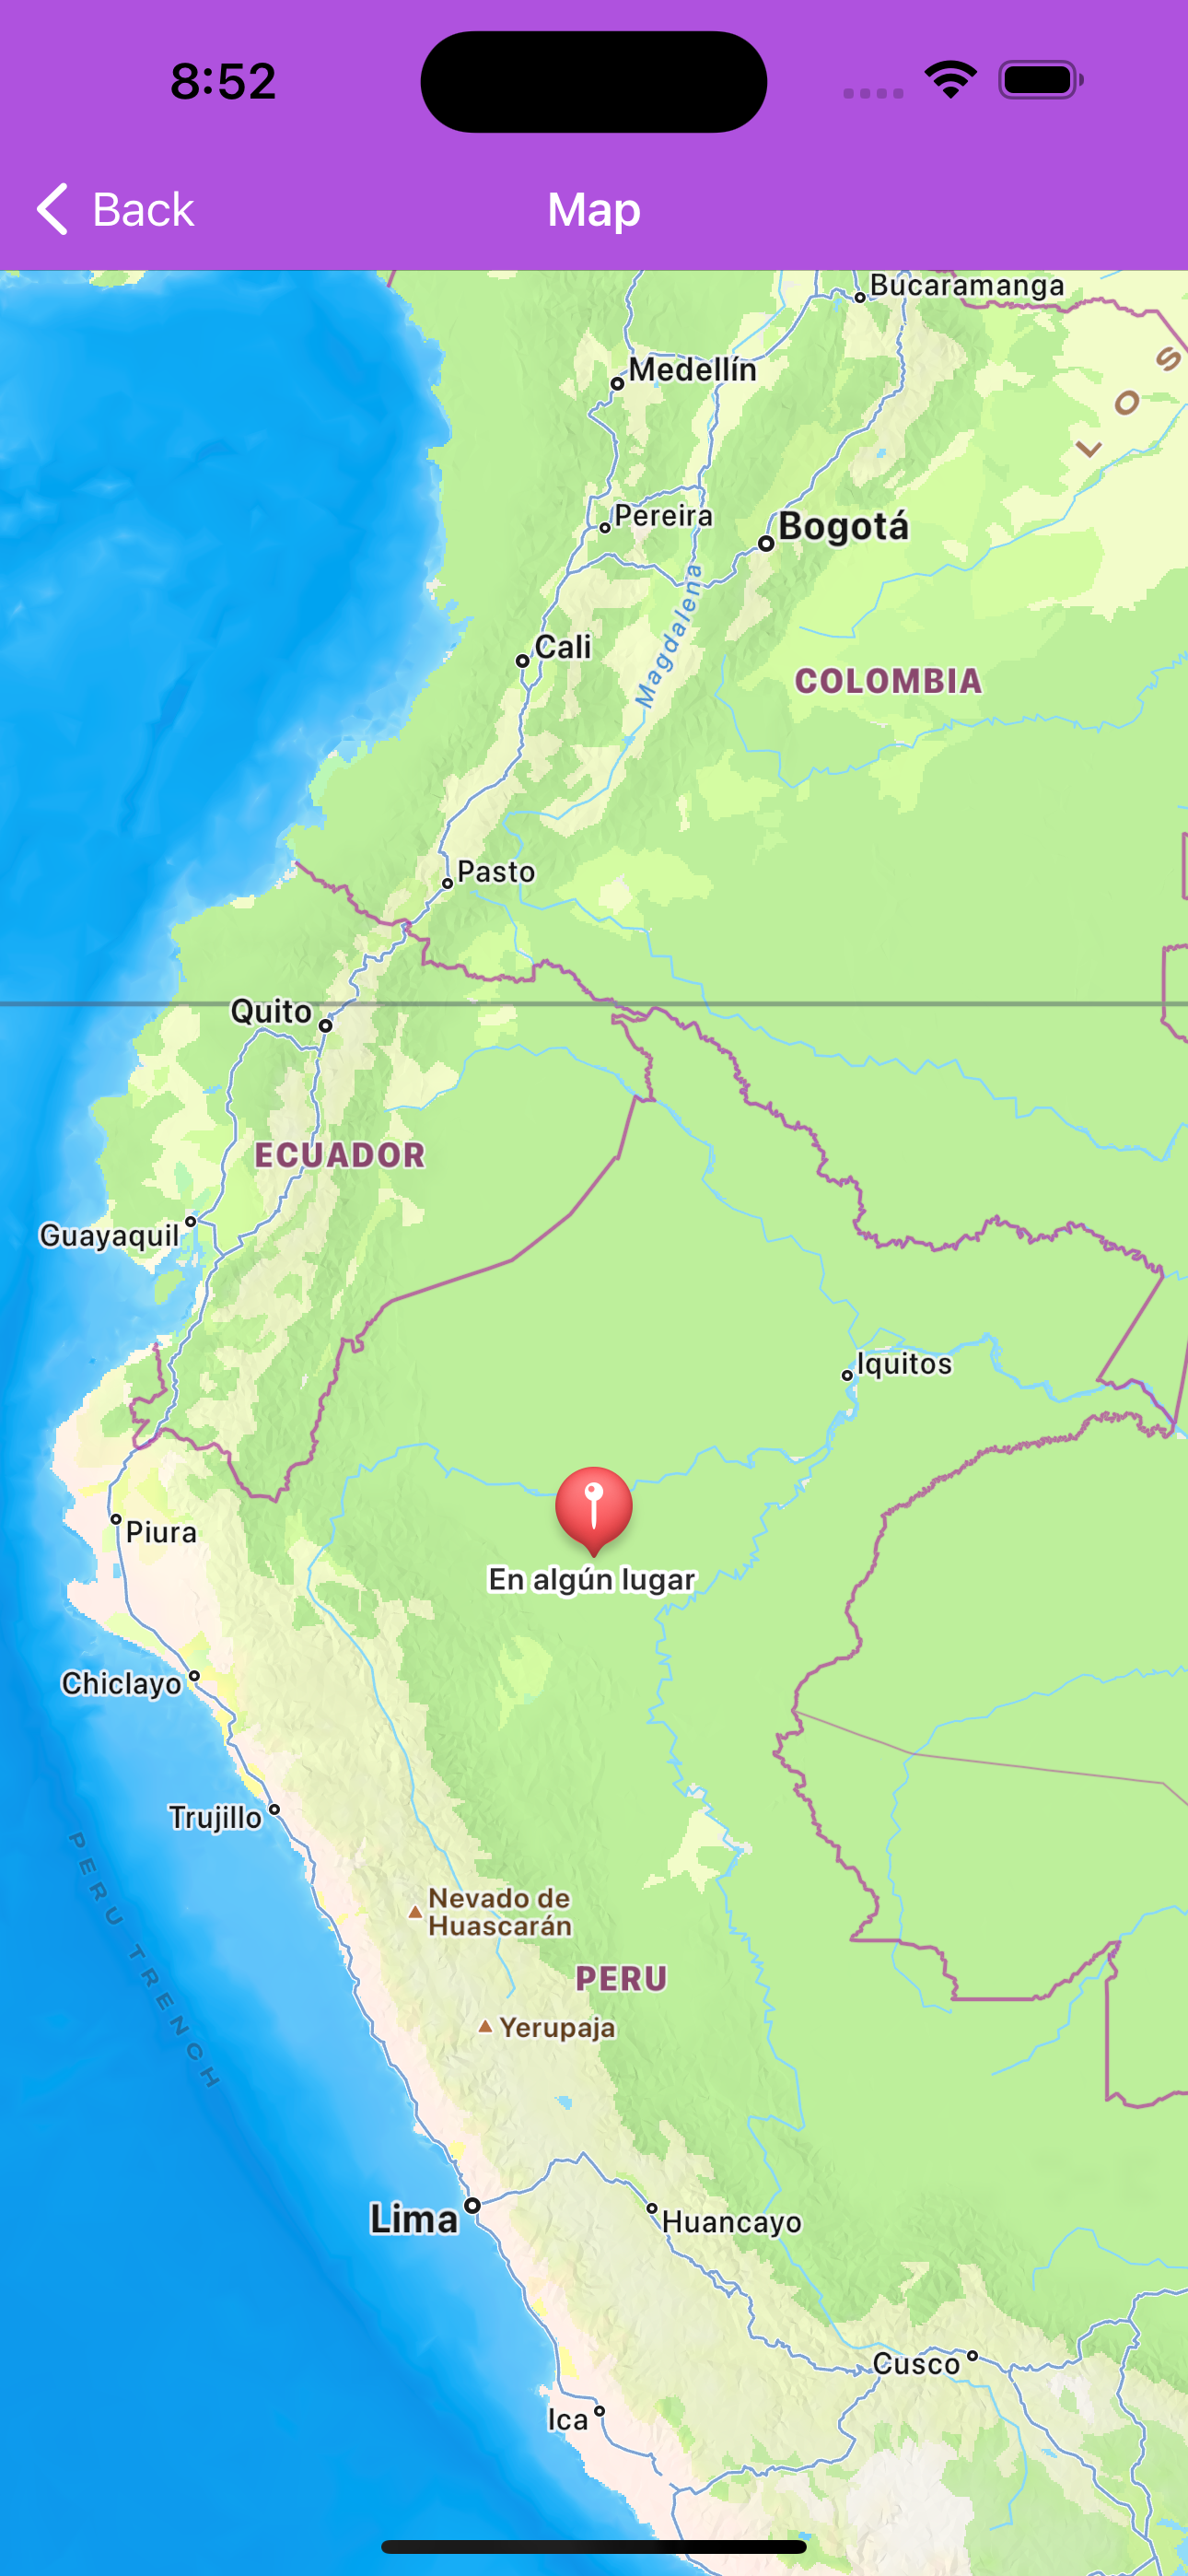 8:52
Back
Map
Bucaramanga
Medellín
L O S
Pereira
Bogotá
Magdalena
Cali
COLOMBIA
Pasto
Quito
ECUADOR
Guayaquil
Iquitos
En algún lugar
Piura
Chiclayo
Trujillo
PERU TRENCH
Nevado de
Huascarán
PERU
Yerupaja
Lima
Huancayo
Cusco
Ica